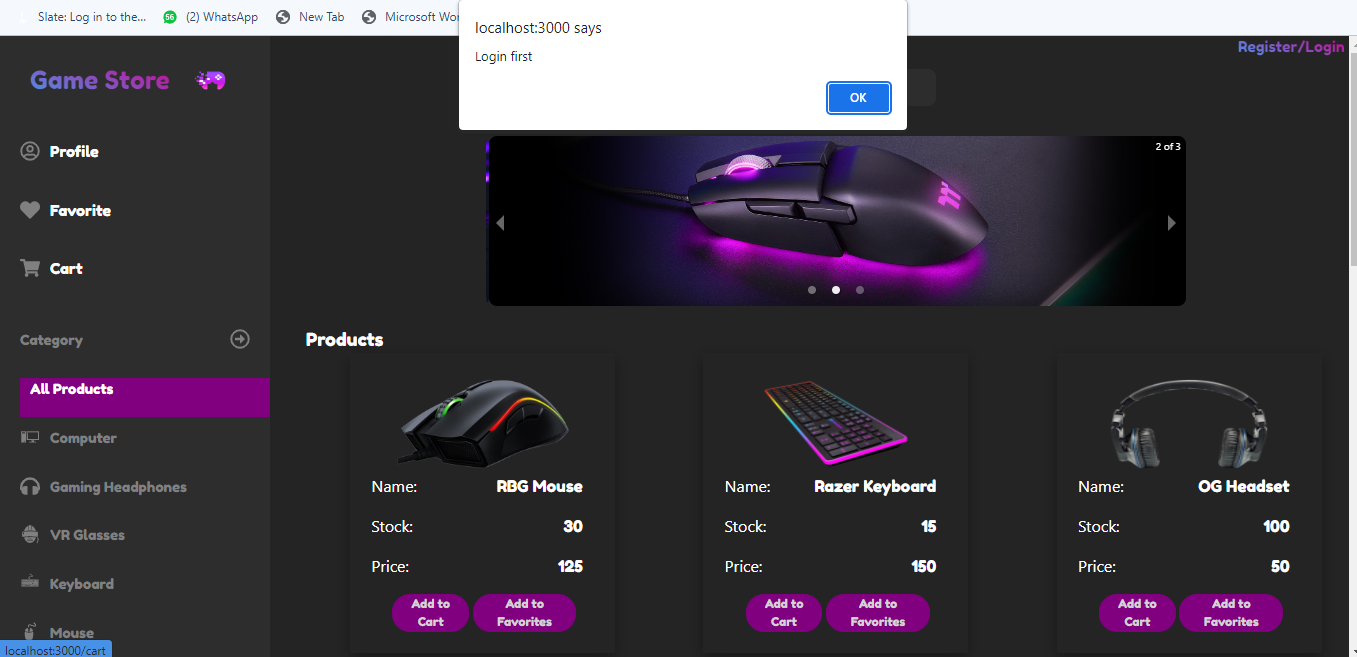 Slate: Log in to the...
56
(2) WhatsApp
New Tab
Microsoft Wor
localhost:3000 says
Login first
OK
Register/Login
Game Store
Profile
Favorite
Cart
Category
All Products
Computer
Gaming Headphones
VR Glasses
Keyboard
Mouse
localhost:3000/cart
2 of 3
Products
Name: RBG Mouse
Stock: 30
Price: 125
Add to
Cart
Add to
Favorites
Name: Razer Keyboard
Stock: 15
Price: 150
Add to
Cart
Add to
Favorites
Name: OG Headset
Stock: 100
Price: 50
Add to
Cart
Add to
Favorites